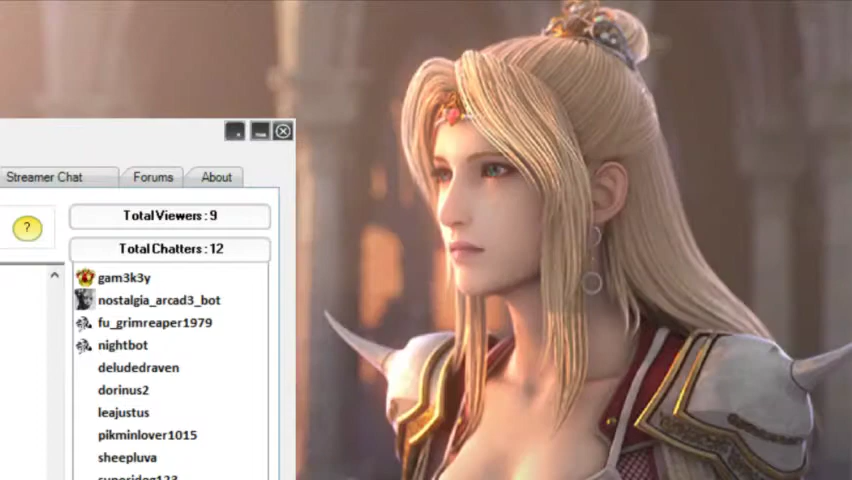 Streamer Chat Forums About
?
Total Viewers : 9
Total Chatters : 12
gam3k3y
nostalgia_arcad3_bot
fu_grimreaper1979
nightbot
deludedraven
dorinus2
leajustus
pikminlover1015
sheepluva